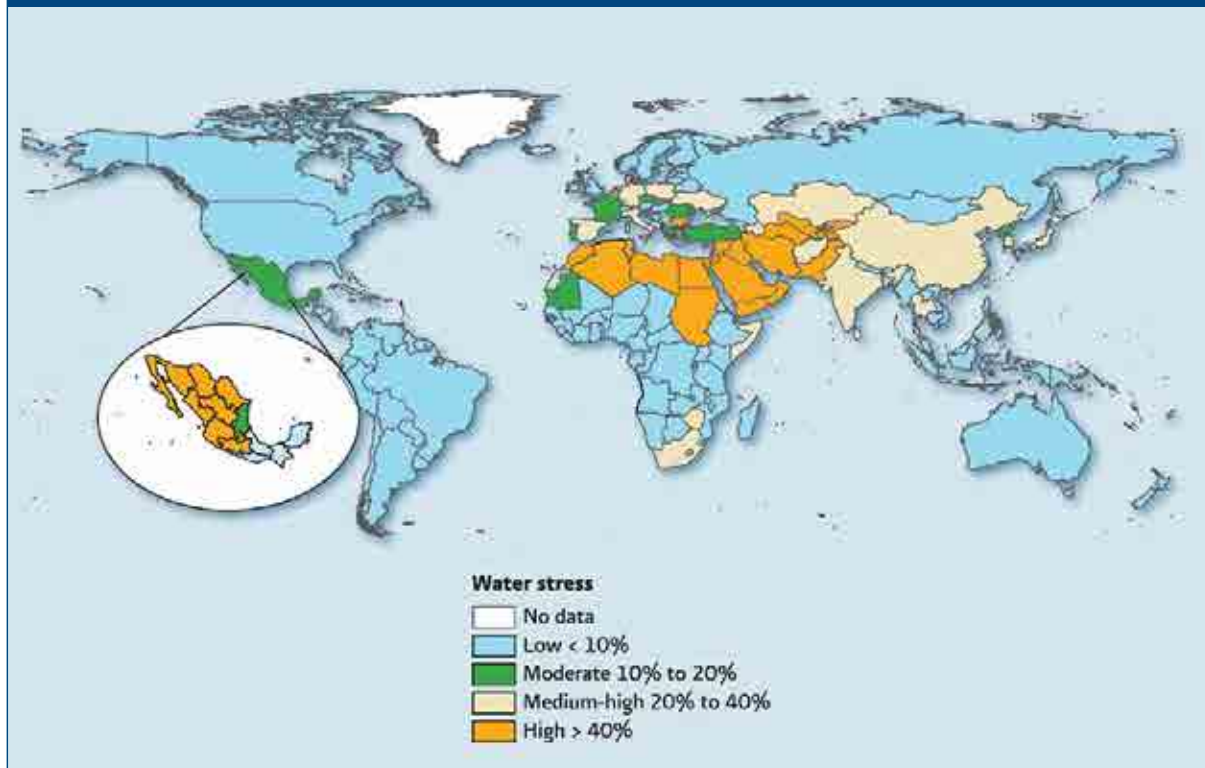 Water stress
No data
Low < 10%
Moderate 10% to 20%
Medium-high 20% to 40%
High > 40%